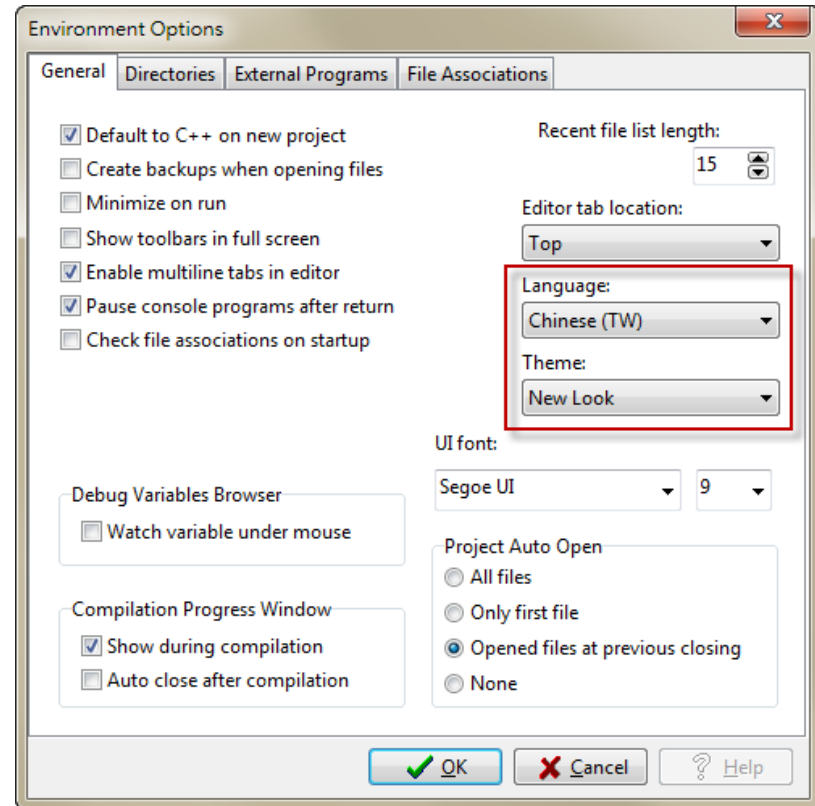 Environment Options
General
Directories
External Programs
File Associations
Default to C++ on new project
Create backups when opening files
Minimize on run
Show toolbars in full screen
Enable multiline tabs in editor
Pause console programs after return
Check file associations on startup
Recent file list length:
15
Editor tab location:
Top
Language:
Chinese (TW)
Theme:
New Look
UI font:
Segoe UI
9
Debug Variables Browser
Watch variable under mouse
Compilation Progress Window
Show during compilation
Auto close after compilation
Project Auto Open
All files
Only first file
Opened files at previous closing
None
OK
Cancel
Help